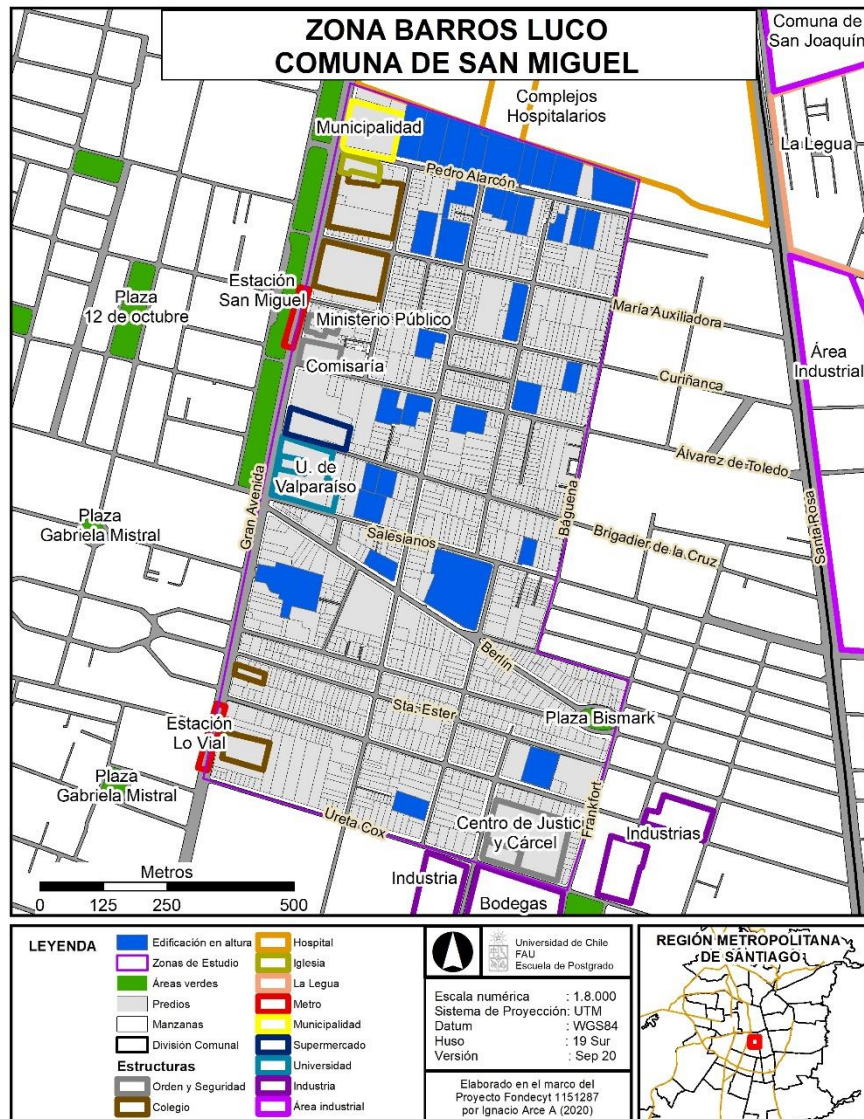 ZONA BARROS LUCO
COMUNA DE SAN MIGUEL
Comuna de
San Joaquín
Complejos
Hospitalarios
Municipalidad
La Legua
Pedro Alarcón
Estación
San Miguel
Plaza
12 de octubre
Ministerio Público
María Auxiliadora
Área
Industrial
Comisaría
Curiñanca
Álvarez de Toledo
U. de
Valparaíso
Gran Avenida
Báguena
Santa Rosa
Plaza
Gabriela Mistral
Salesianos
Brigadier de la Cruz
Berlín
Sta. Ester
Plaza Bismark
Estación
Lo Vial
Plaza
Gabriela Mistral
Ureta Cox
Centro de Justicia
y Cárcel
Frankfort
Industrias
Industria
Bodegas
Metros
0 125 250 500
LEYENDA
Edificación en altura
Zonas de Estudio
Áreas verdes
Predios
Manzanas
División Comunal
Estructuras
Orden y Seguridad
Colegio
Hospital
Iglesia
La Legua
Metro
Municipalidad
Supermercado
Universidad
Industria
Área industrial
Universidad de Chile
FAU
Escuela de Postgrado
Escala numérica : 1.8.000
Sistema de Proyección: UTM
Datum : WGS84
Huso : 19 Sur
Versión : Sep 20
Elaborado en el marco del
Proyecto Fondecyt 1151287
por Ignacio Arce A (2020)
REGIÓN METROPOLITANA
DE SANTIAGO